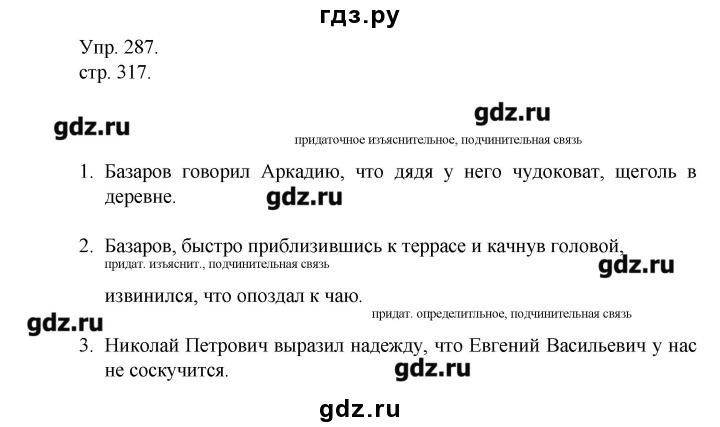 гдз.ру
Упр. 287.
стр. 317.
gdz.ru
gdz.ru
придаточное изъяснительное, подчинительная связь
1. Базаров говорил Аркадию, что дядя у него чудоковат, щеголь в
деревне.
gdz.ru
2. Базаров, быстро приблизившись к террасе и качнув головой,
придат. изъяснит., подчинительная связь
gdz.ru
извинился, что опоздал к чаю.
придат. определитльное, подчинительная связь
gdz.ru
3. Николай Петрович выразил надежду, что Евгений Васильевич у нас
не соскучится.
gdz.ru
gdz.ru